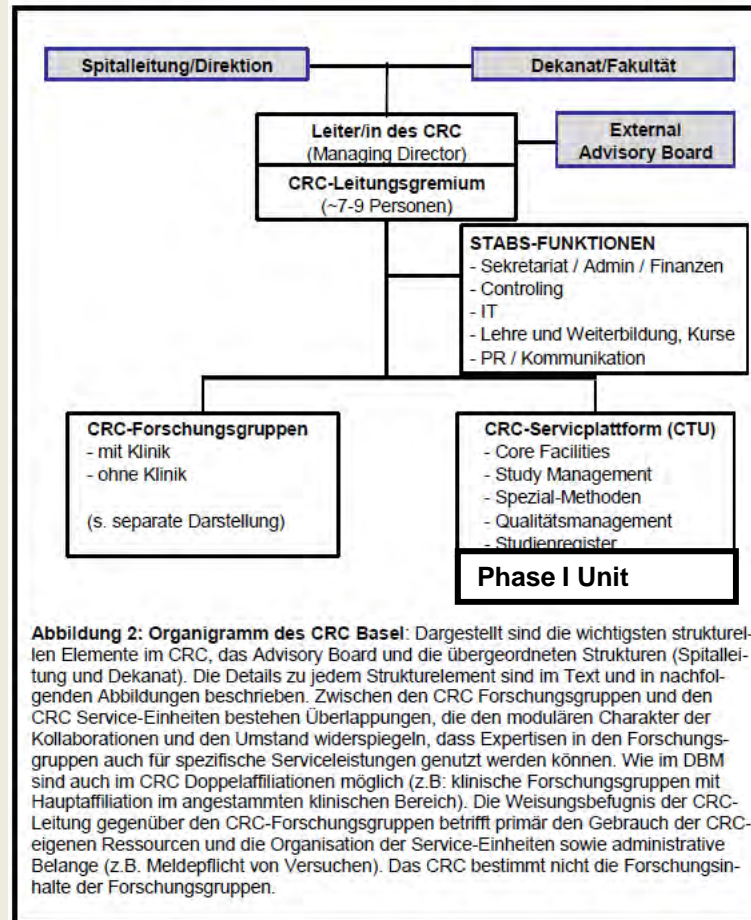 Spitalleitung/Direktion
Dekanat/Fakultät
Leiter/in des CRC
(Managing Director)
External
Advisory Board
CRC-Leitungsgremium
(~7-9 Personen)
STABS-FUNKTIONEN
- Sekretariat / Admin / Finanzen
- Controling
- IT
- Lehre und Weiterbildung, Kurse
- PR / Kommunikation
CRC-Forschungsgruppen
- mit Klinik
- ohne Klinik
(s. separate Darstellung)
CRC-Servicplattform (CTU)
- Core Facilities
- Study Management
- Spezial-Methoden
- Qualitätsmanagement
- Studienregister
Phase I Unit
Abbildung 2: Organigramm des CRC Basel: Dargestellt sind die wichtigsten strukturel-
len Elemente im CRC, das Advisory Board und die übergeordneten Strukturen (Spitallei-
tung und Dekanat). Die Details zu jedem Strukturelement sind im Text und in nachfol-
genden Abbildungen beschrieben. Zwischen den CRC Forschungsgruppen und den
CRC Service-Einheiten bestehen Überlappungen, die den modulären Charakter der
Kollaborationen und den Umstand widerspiegeln, dass Expertisen in den Forschungs-
gruppen auch für spezifische Serviceleistungen genutzt werden können. Wie im DBM
sind auch im CRC Doppelaffiliationen möglich (z.B: klinische Forschungsgruppen mit
Hauptaffiliation im angestammten klinischen Bereich). Die Weisungsbefugnis der CRC-
Leitung gegenüber den CRC-Forschungsgruppen betrifft primär den Gebrauch der CRC-
eigenen Ressourcen und die Organisation der Service-Einheiten sowie administrative
Belange (z.B. Meldepflicht von Versuchen). Das CRC bestimmt nicht die Forschungsin-
halte der Forschungsgruppen.